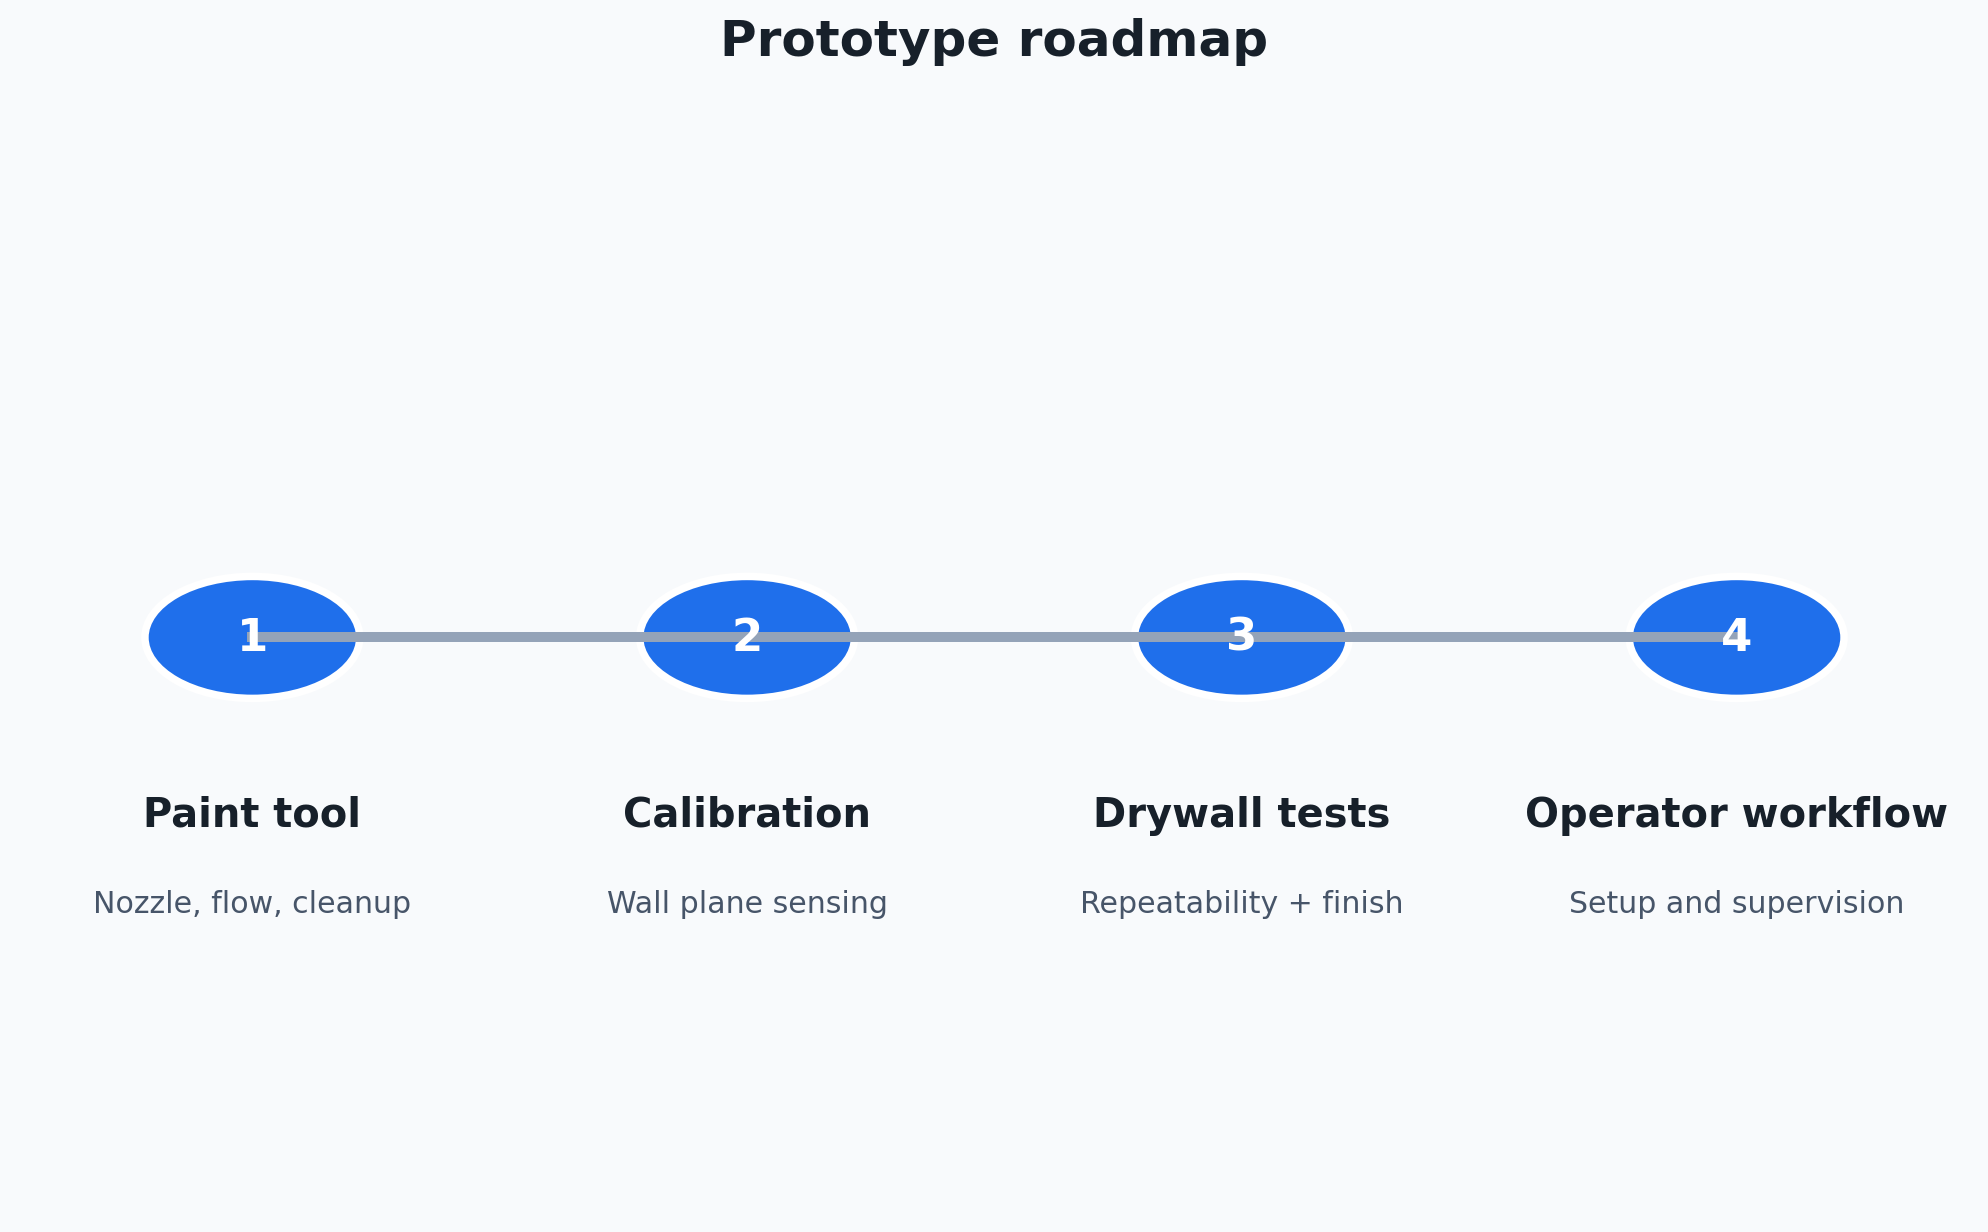 Prototype roadmap
1 2 3 4
Paint tool Calibration Drywall tests Operator workflow
Nozzle, flow, cleanup Wall plane sensing Repeatability + finish Setup and supervision